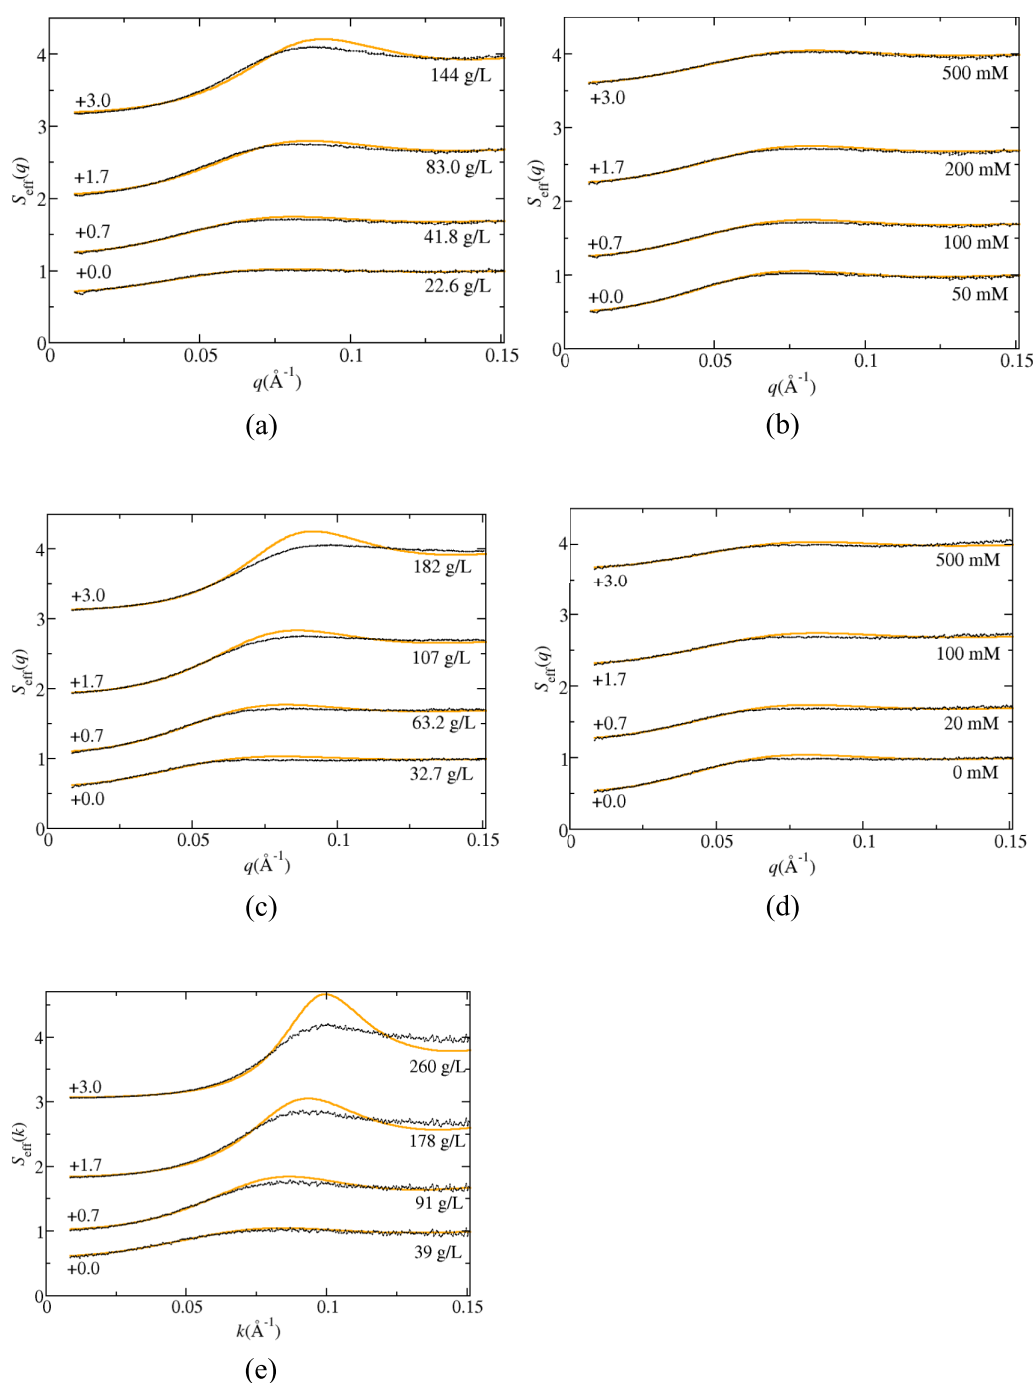 4
3
2
1
0
S_eff(q)
+3.0
144 g/L
+1.7
83.0 g/L
+0.7
41.8 g/L
+0.0
22.6 g/L
0 0.05 0.1 0.15
q(Å⁻¹)
(a)
4
3
2
1
0
S_eff(q)
500 mM
+3.0
+1.7
200 mM
+0.7
100 mM
+0.0
50 mM
0 0.05 0.1 0.15
q(Å⁻¹)
(b)
4
3
2
1
0
S_eff(q)
182 g/L
+3.0
107 g/L
+1.7
63.2 g/L
+0.7
32.7 g/L
+0.0
0 0.05 0.1 0.15
q(Å⁻¹)
(c)
4
3
2
1
0
S_eff(q)
500 mM
+3.0
100 mM
+1.7
20 mM
+0.7
0 mM
+0.0
0 0.05 0.1 0.15
q(Å⁻¹)
(d)
4
3
2
1
0
S_eff(k)
260 g/L
+3.0
178 g/L
+1.7
91 g/L
+0.7
39 g/L
+0.0
0 0.05 0.1 0.15
k(Å⁻¹)
(e)